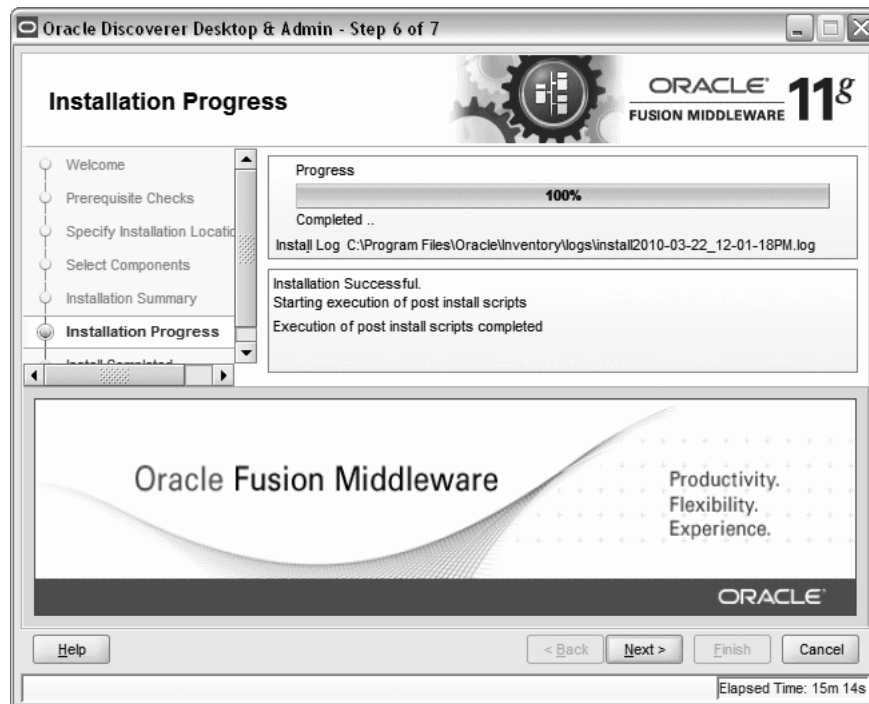 Oracle Discoverer Desktop & Admin - Step 6 of 7
Installation Progress
ORACLE®
FUSION MIDDLEWARE 11g
Welcome
Prerequisite Checks
Specify Installation Locatio
Select Components
Installation Summary
Installation Progress
Install Completed
Progress
100%
Completed ..
Install Log C:\Program Files\Oracle\Inventory\logs\install2010-03-22_12-01-18PM.log
Installation Successful.
Starting execution of post install scripts
Execution of post install scripts completed
Oracle Fusion Middleware
Productivity.
Flexibility.
Experience.
ORACLE®
Help
< Back
Next >
Finish
Cancel
Elapsed Time: 15m 14s